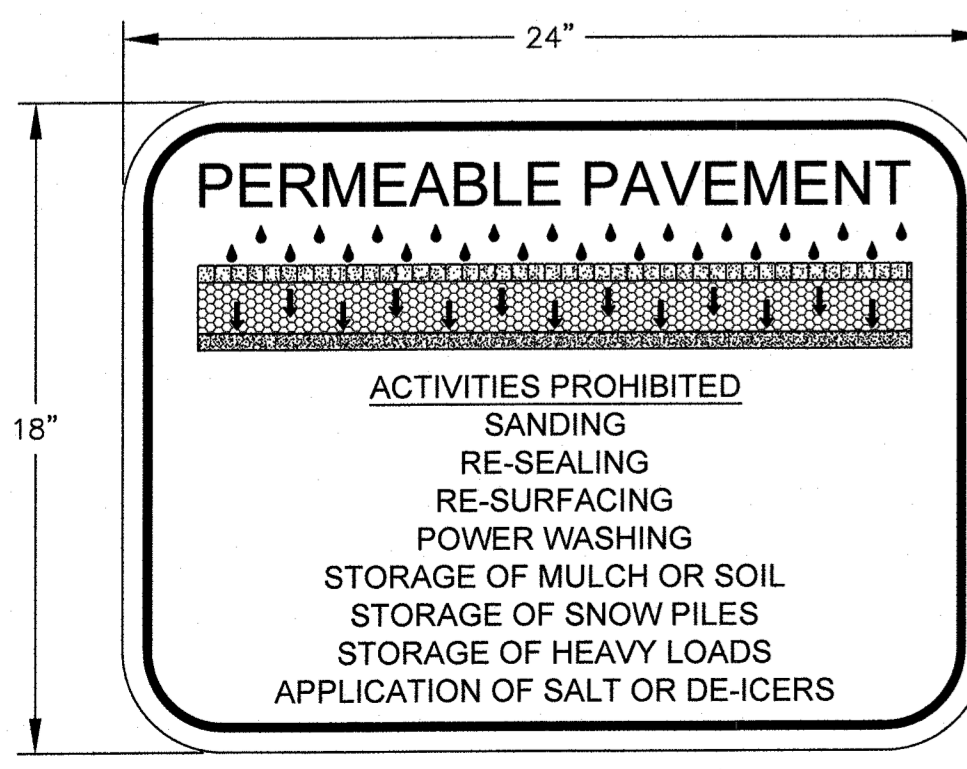 24"
PERMEABLE PAVEMENT
18"
ACTIVITIES PROHIBITED
SANDING
RE-SEALING
RE-SURFACING
POWER WASHING
STORAGE OF MULCH OR SOIL
STORAGE OF SNOW PILES
STORAGE OF HEAVY LOADS
APPLICATION OF SALT OR DE-ICERS